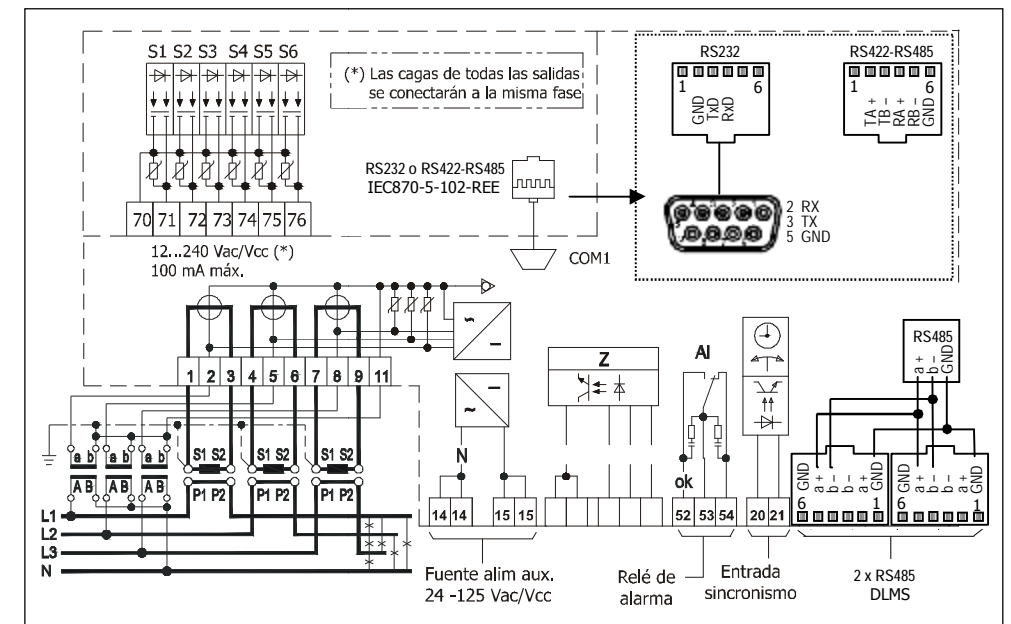 S1 S2 S3 S4 S5 S6
(*) Las cagas de todas las salidas
se conectarán a la misma fase
RS232
1 6
GND
TxD
RxD
RS422-RS485
1 6
TA +
TB -
RA +
RB -
GND
RS232 o RS422-RS485
IEC870-5-102-REE
2 RX
3 TX
5 GND
COM1
70 71 72 73 74 75 76
12...240 Vac/Vcc (*)
100 mA máx.
~
–
1 2 3 4 5 6 7 8 9 11
~
–
N
Z
AI
ok
RS485
a +
b -
GND
a b a b a b
A B A B A B
S1 S2 S1 S2 S1 S2
P1 P2 P1 P2 P1 P2
L1
L2
L3
N
14 14 15 15
52 53 54
20 21
GND
a+
b-
b-
a+
GND
6 1
GND
a+
b-
b-
a+
GND
6 1
Fuente alim aux.
24 -125 Vac/Vcc
Relé de
alarma
Entrada
sincronismo
2 x RS485
DLMS